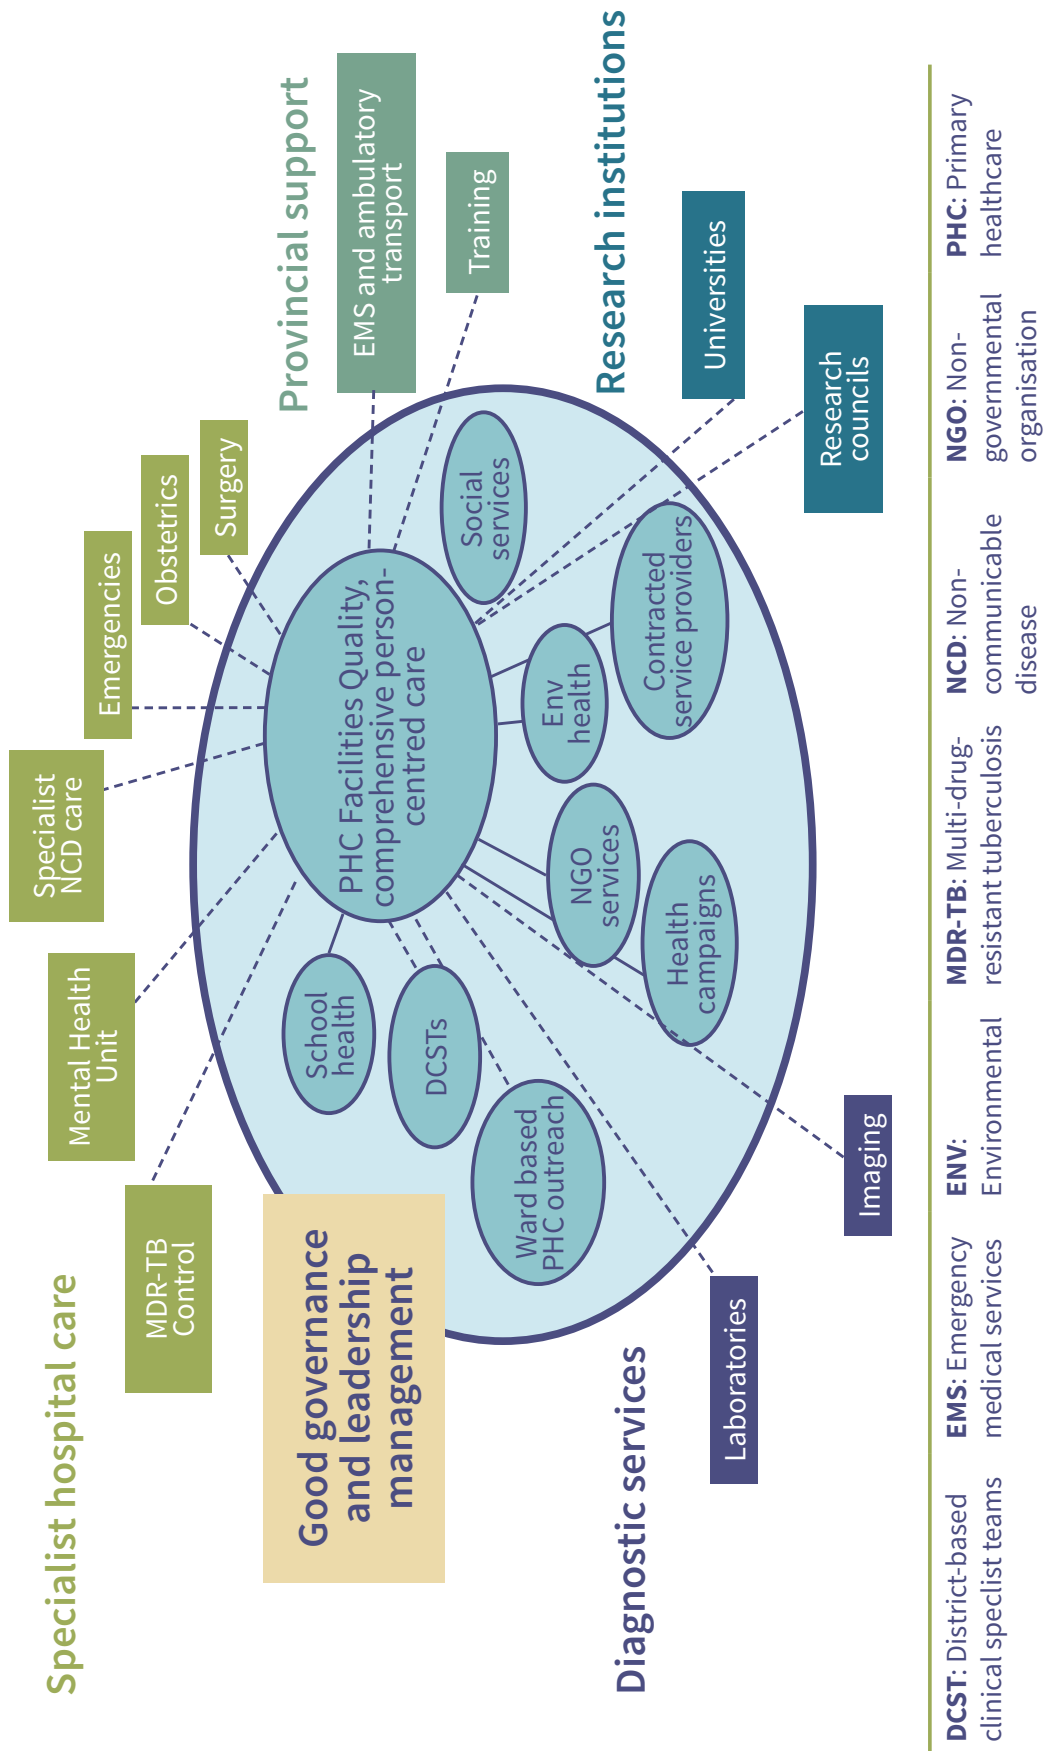 Specialist hospital care
MDR-TB
Control
Mental Health
Unit
Specialist
NCD care
Emergencies
Obstetrics
Surgery
Provincial support
EMS and ambulatory
transport
Training
Good governance
and leadership
management
PHC Facilities Quality,
comprehensive person-
centred care
School
health
DCSTs
Ward based
PHC outreach
NGO
services
Health
campaigns
Env
health
Contracted
service providers
Social
services
Research institutions
Universities
Research
councils
Diagnostic services
Laboratories
Imaging
DCST: District-based
clinical speclist teams
EMS: Emergency
medical services
ENV:
Environmental
MDR-TB: Multi-drug-
resistant tuberculosis
NCD: Non-
communicable
disease
NGO: Non-
governmental
organisation
PHC: Primary
healthcare